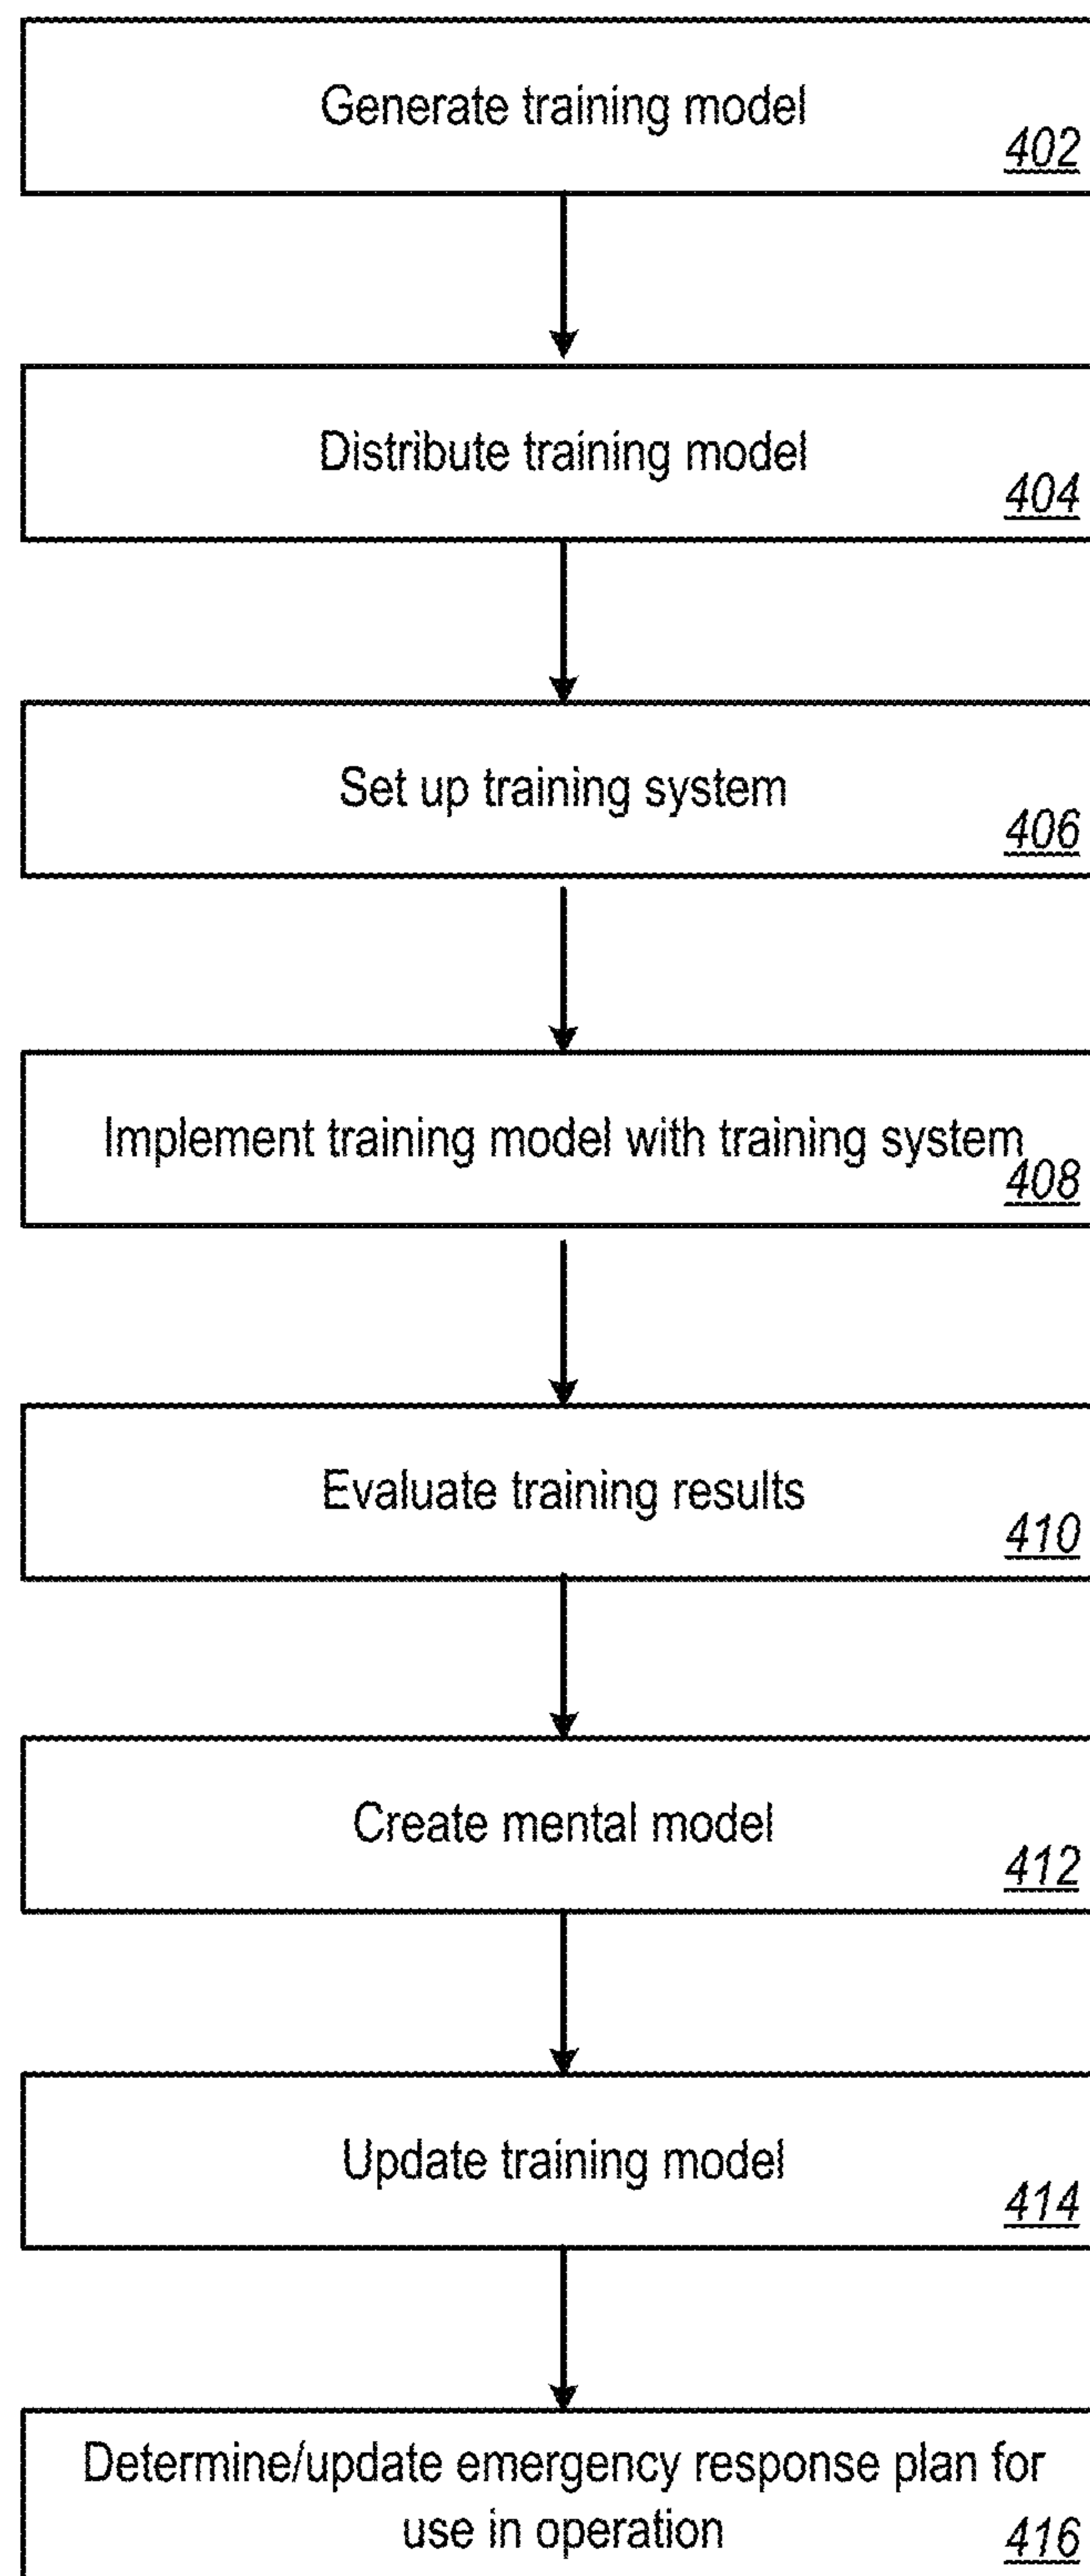 Generate training model
402
Distribute training model
404
Set up training system
406
Implement training model with training system
408
Evaluate training results
410
Create mental model
412
Update training model
414
Determine/update emergency response plan for
use in operation
416